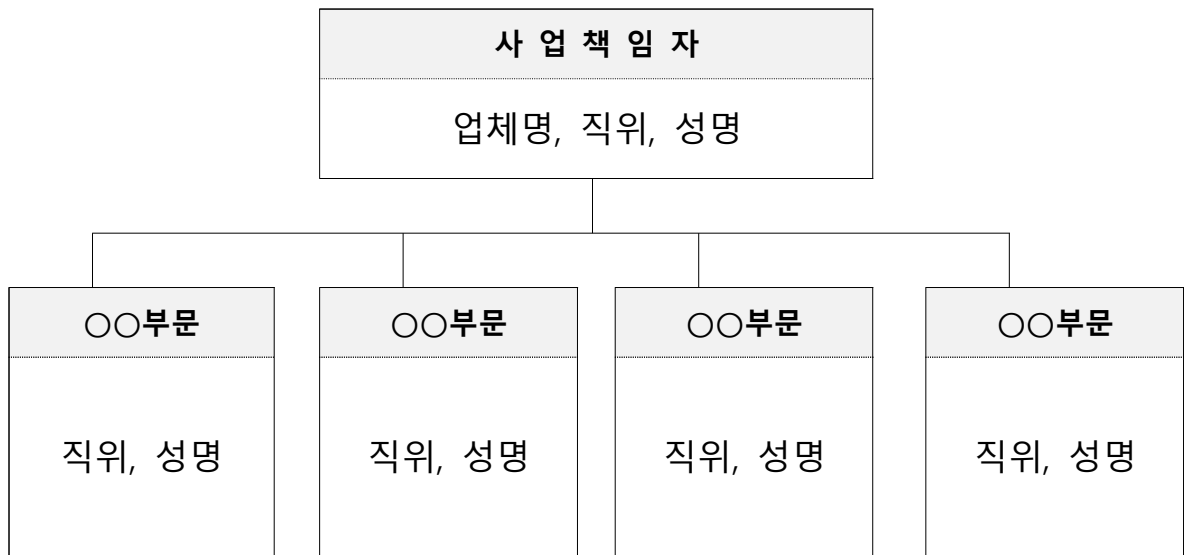 사 업 책 임 자
업체명, 직위, 성명
○○부문
○○부문
○○부문
○○부문
직위, 성명
직위, 성명
직위, 성명
직위, 성명